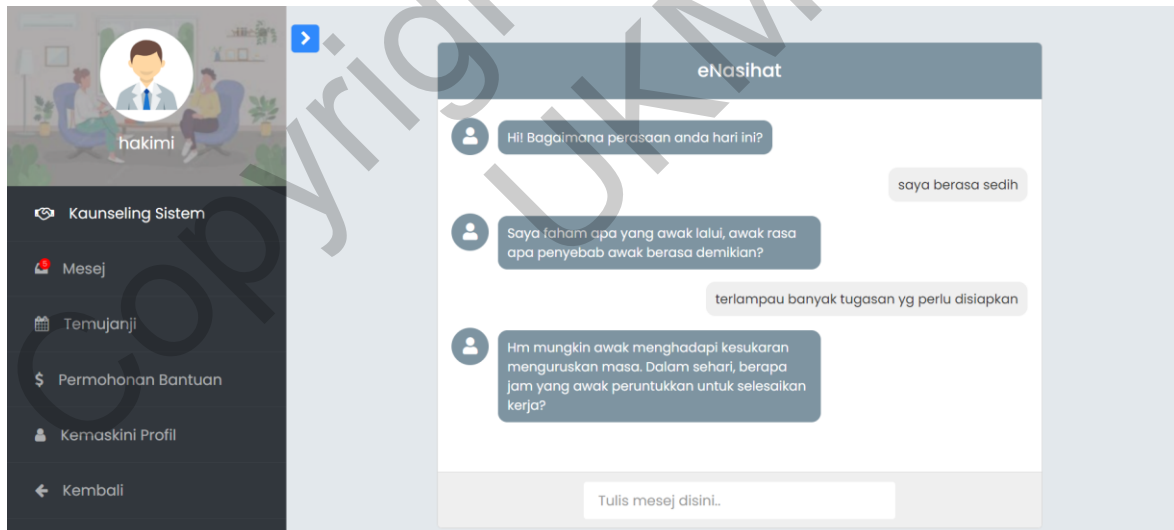 hakimi
Kaunseling Sistem
5
Mesej
Temujanji
Permohonan Bantuan
Kemaskini Profil
Kembali
eNasihat
Hi! Bagaimana perasaan anda hari ini?
saya berasa sedih
Saya faham apa yang awak lalui, awak rasa
apa penyebab awak berasa demikian?
terlampau banyak tugasan yg perlu disiapkan
Hm mungkin awak menghadapi kesukaran
menguruskan masa. Dalam sehari, berapa
jam yang awak peruntukkan untuk selesaikan
kerja?
Tulis mesej disini..